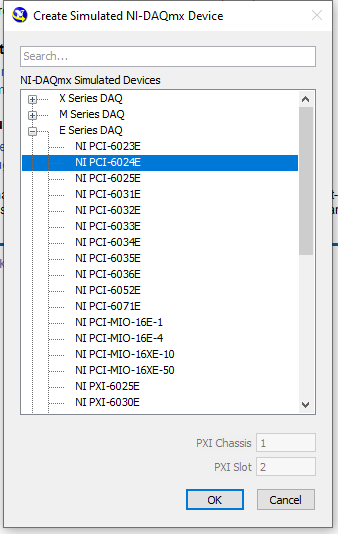 Create Simulated NI-DAQmx Device
Search...
NI-DAQmx Simulated Devices
X Series DAQ
M Series DAQ
E Series DAQ
NI PCI-6023E
NI PCI-6024E
NI PCI-6025E
NI PCI-6031E
NI PCI-6032E
NI PCI-6033E
NI PCI-6034E
NI PCI-6035E
NI PCI-6036E
NI PCI-6052E
NI PCI-6071E
NI PCI-MIO-16E-1
NI PCI-MIO-16E-4
NI PCI-MIO-16XE-10
NI PCI-MIO-16XE-50
NI PXI-6025E
NI PXI-6030E
PXI Chassis 1
PXI Slot 2
OK Cancel